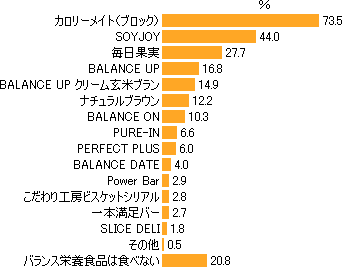 %
カロリーメイト(ブロック) 73.5
SOYJOY 44.0
毎日果実 27.7
BALANCE UP 16.8
BALANCE UP クリーム玄米ブラン 14.9
ナチュラルブラウン 12.2
BALANCE ON 10.3
PURE-IN 6.6
PERFECT PLUS 6.0
BALANCE DATE 4.0
Power Bar 2.9
こだわり工房ビスケットシリアル 2.8
一本満足バー 2.7
SLICE DELI 1.8
その他 0.5
バランス栄養食品は食べない 20.8